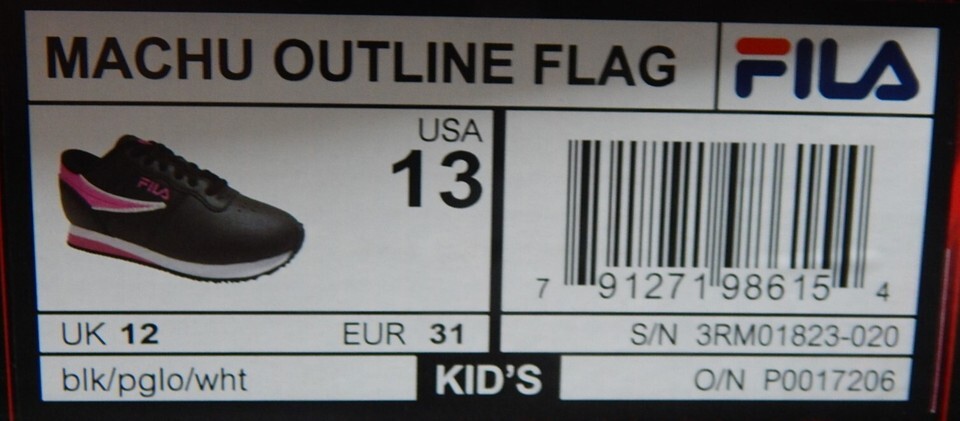 MACHU OUTLINE FLAG
FILA
USA
13
FILA
7 91271 98615 4
UK 12
EUR 31
S/N 3RM01823-020
blk/pglo/wht
KID'S
O/N P0017206